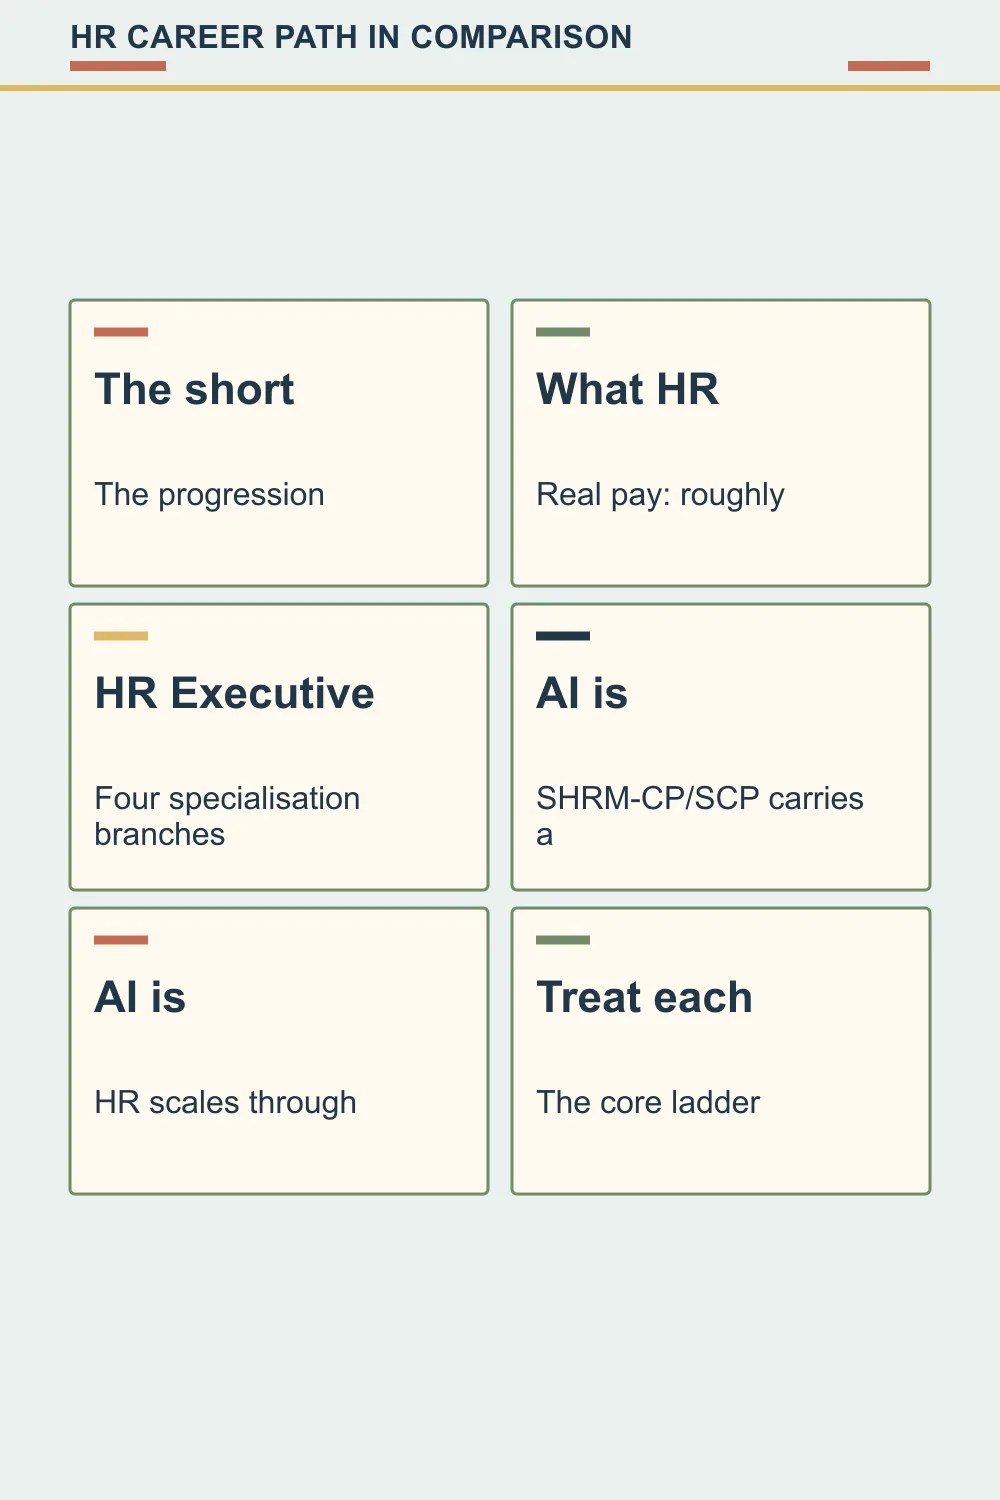 HR CAREER PATH IN COMPARISON
The short
The progression
What HR
Real pay: roughly
HR Executive
Four specialisation
branches
AI is
SHRM-CP/SCP carries
a
AI is
HR scales through
Treat each
The core ladder